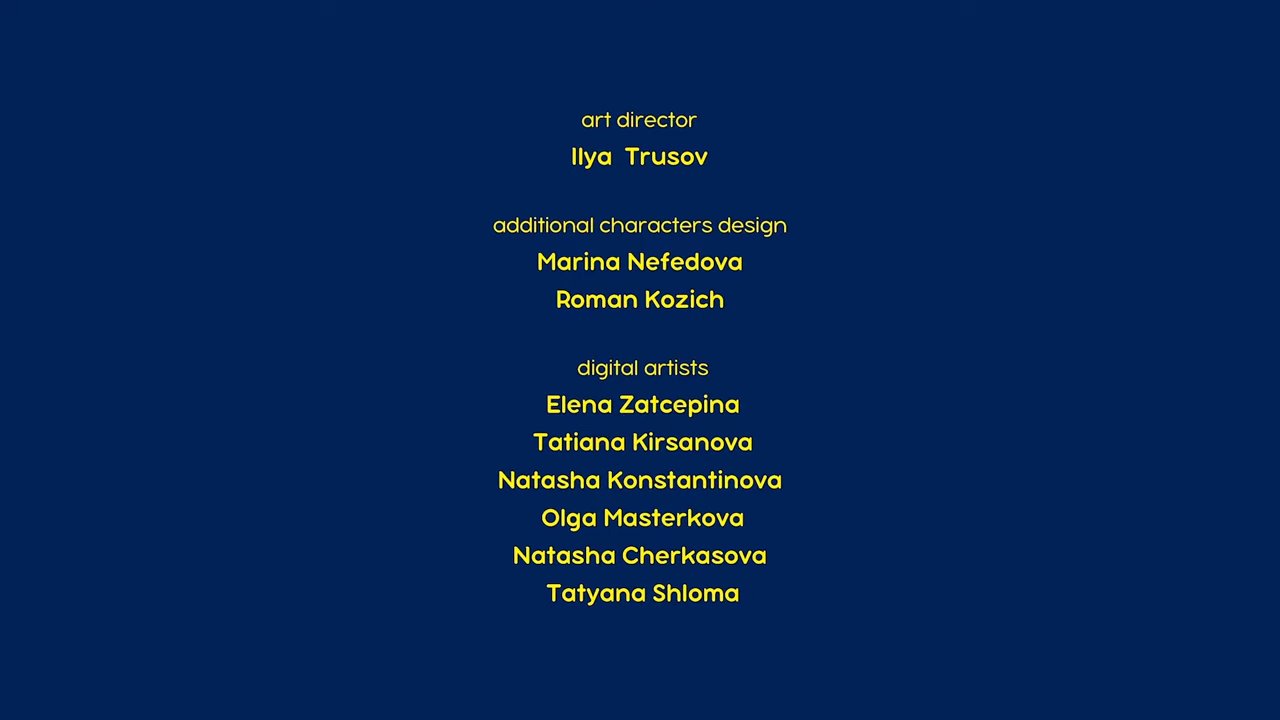 art director
Ilya Trusov
additional characters design
Marina Nefedova
Roman Kozich
digital artists
Elena Zatcepina
Tatiana Kirsanova
Natasha Konstantinova
Olga Masterkova
Natasha Cherkasova
Tatyana Shloma